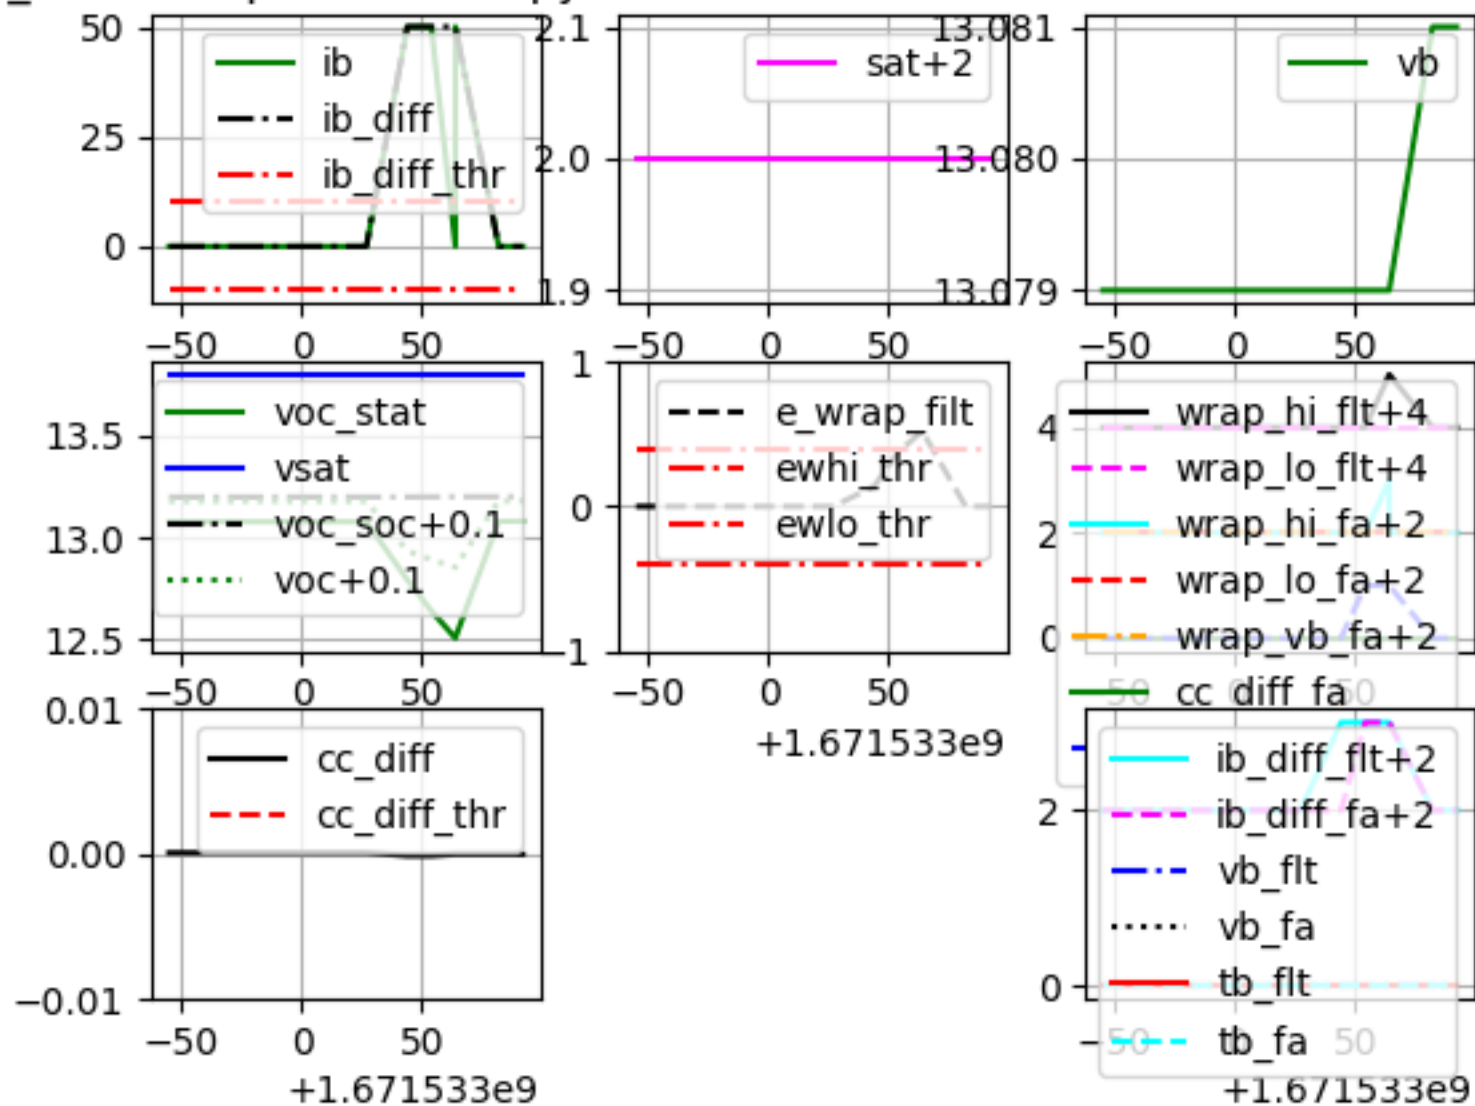 50
25
0
ib
ib_diff
ib_diff_thr
−50 0 50
2.1
2.0
1.9
sat+2
−50 0 50
13.081
13.080
13.079
vb
−50 0 50
13.5
13.0
12.5
voc_stat
vsat
voc_soc+0.1
voc+0.1
−50 0 50
1
0
−1
e_wrap_filt
ewhi_thr
ewlo_thr
−50 0 50
+1.671533e9
4
2
0
wrap_hi_flt+4
wrap_lo_flt+4
wrap_hi_fa+2
wrap_lo_fa+2
wrap_vb_fa+2
cc_diff_fa
50 0 50
0.01
0.00
−0.01
cc_diff
cc_diff_thr
−50 0 50
+1.671533e9
2
0
ib_diff_flt+2
ib_diff_fa+2
vb_flt
vb_fa
tb_flt
tb_fa
−50 50
+1.671533e9